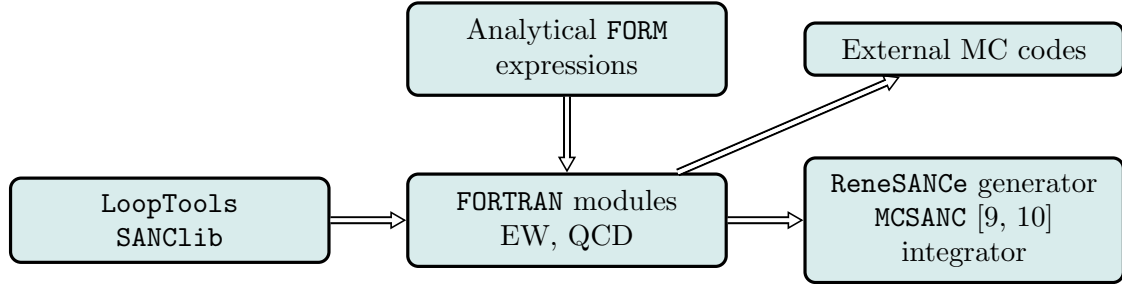 Analytical FORM
expressions
External MC codes
LoopTools
SANClib
FORTRAN modules
EW, QCD
ReneSANCe generator
MCSANC [9, 10]
integrator